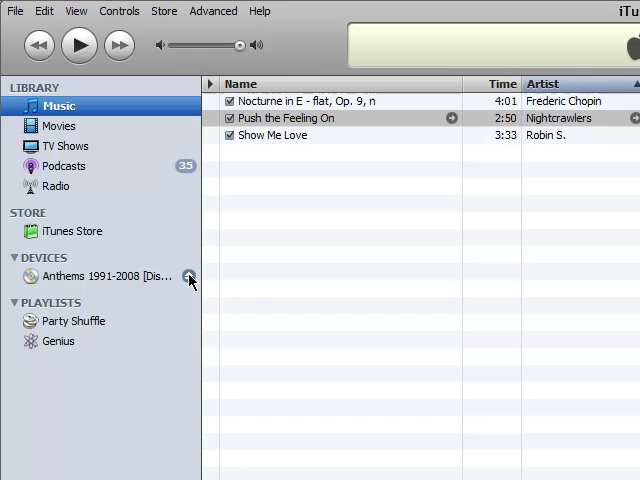 File Edit View Controls Store Advanced Help iTu
LIBRARY
Music
Movies
TV Shows
Podcasts 35
Radio
STORE
iTunes Store
DEVICES
Anthems 1991-2008 [Dis...
PLAYLISTS
Party Shuffle
Genius
Name Time Artist
Nocturne in E - flat, Op. 9, n 4:01 Frederic Chopin
Push the Feeling On 2:50 Nightcrawlers
Show Me Love 3:33 Robin S.